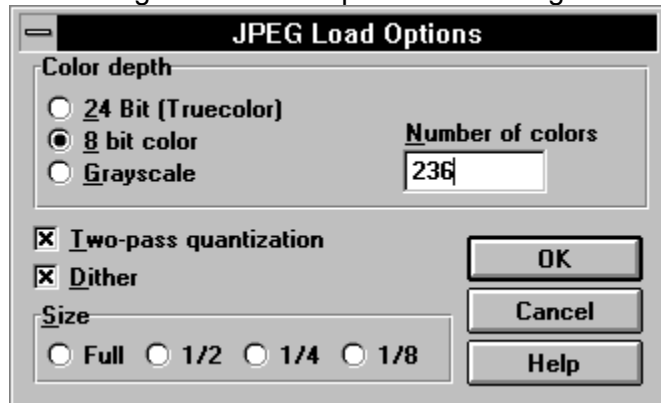 JPEG Load Options
Color depth
24 Bit (Truecolor)
8 bit color
Grayscale
Number of colors
236
Two-pass quantization
Dither
Size
Full 1/2 1/4 1/8
OK
Cancel
Help